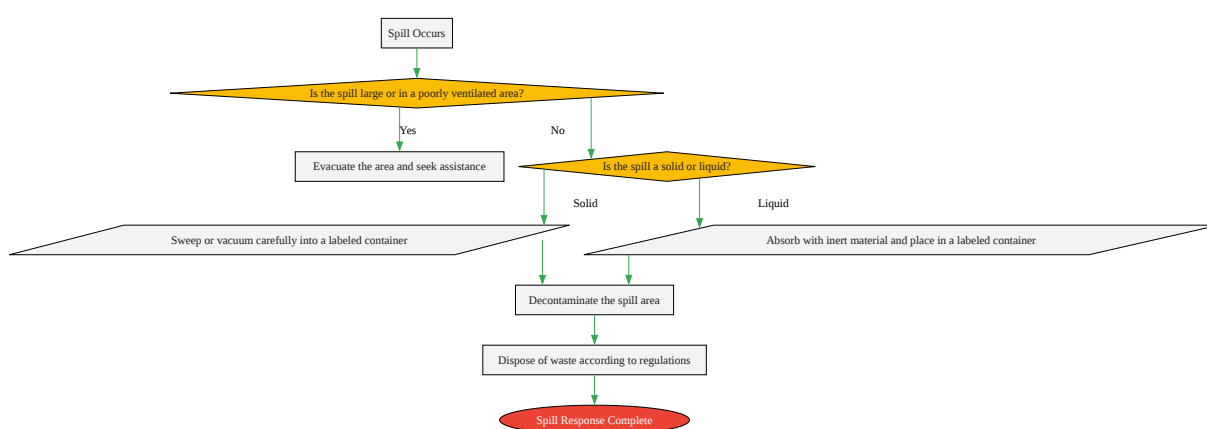 Spill Occurs
Is the spill large or in a poorly ventilated area?
Yes
No
Evacuate the area and seek assistance
Is the spill a solid or liquid?
Solid
Liquid
Sweep or vacuum carefully into a labeled container
Absorb with inert material and place in a labeled container
Decontaminate the spill area
Dispose of waste according to regulations
Spill Response Complete